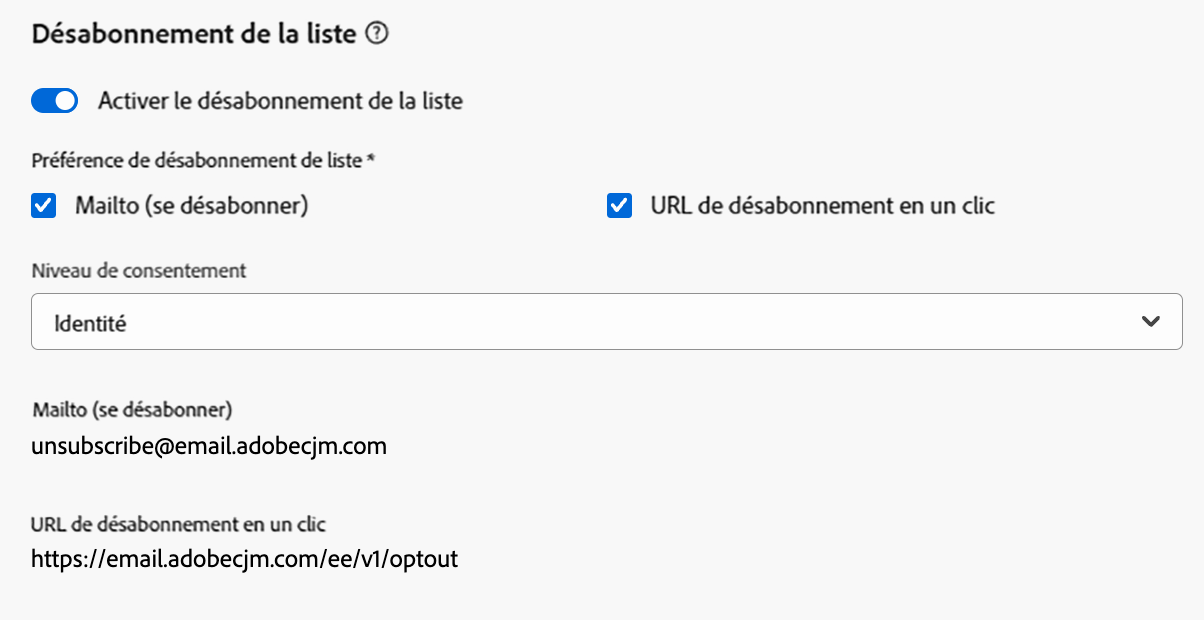 Désabonnement de la liste ?
Activer le désabonnement de la liste
Préférence de désabonnement de liste *
Mailto (se désabonner)
URL de désabonnement en un clic
Niveau de consentement
Identité
Mailto (se désabonner)
unsubscribe@email.adobecjm.com
URL de désabonnement en un clic
https://email.adobecjm.com/ee/v1/optout